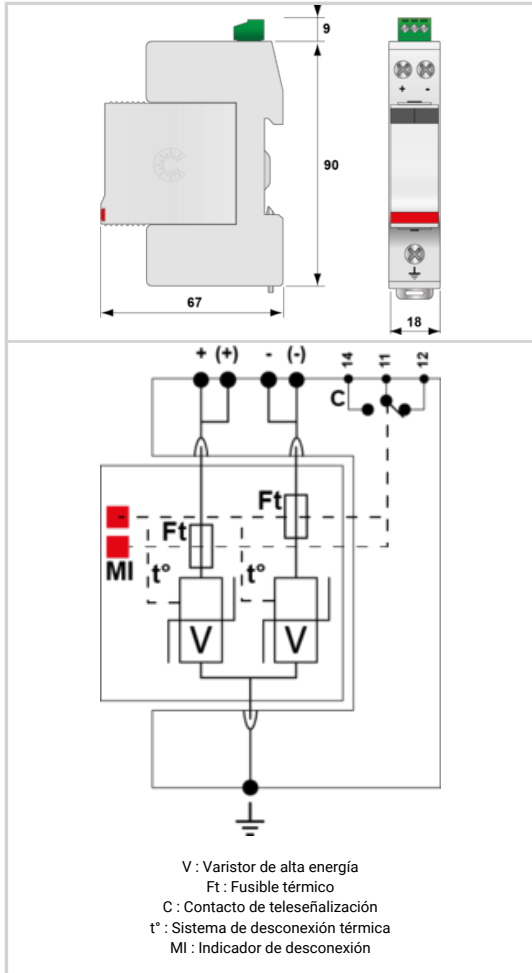 9
+ -
90
67
18
+ (+) - (-) 14 11 12
C
Ft
Ft
MI t° t°
V V
V : Varistor de alta energía
Ft : Fusible térmico
C : Contacto de teleseñalización
t° : Sistema de desconexión térmica
MI : Indicador de desconexión